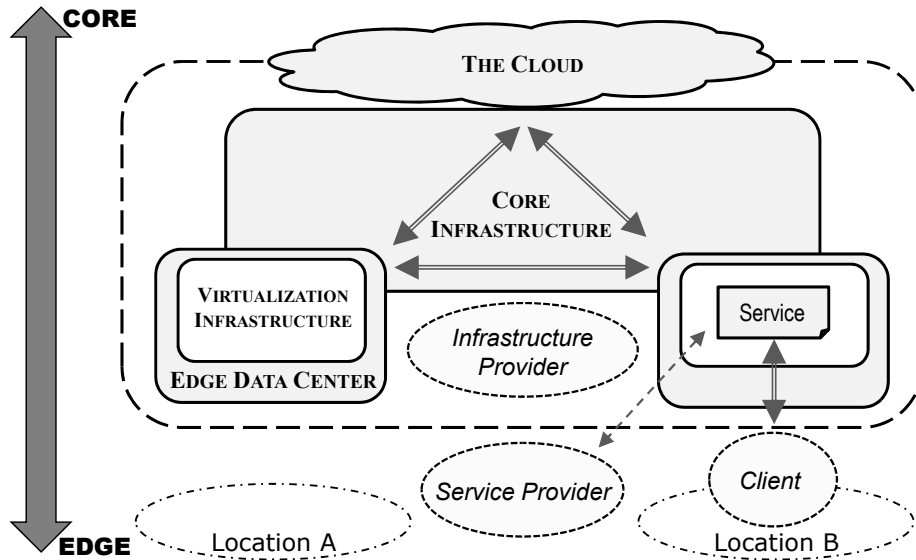 CORE
THE CLOUD
CORE
INFRASTRUCTURE
VIRTUALIZATION
INFRASTRUCTURE
EDGE DATA CENTER
Service
Infrastructure
Provider
Service Provider
Client
Location A
Location B
EDGE